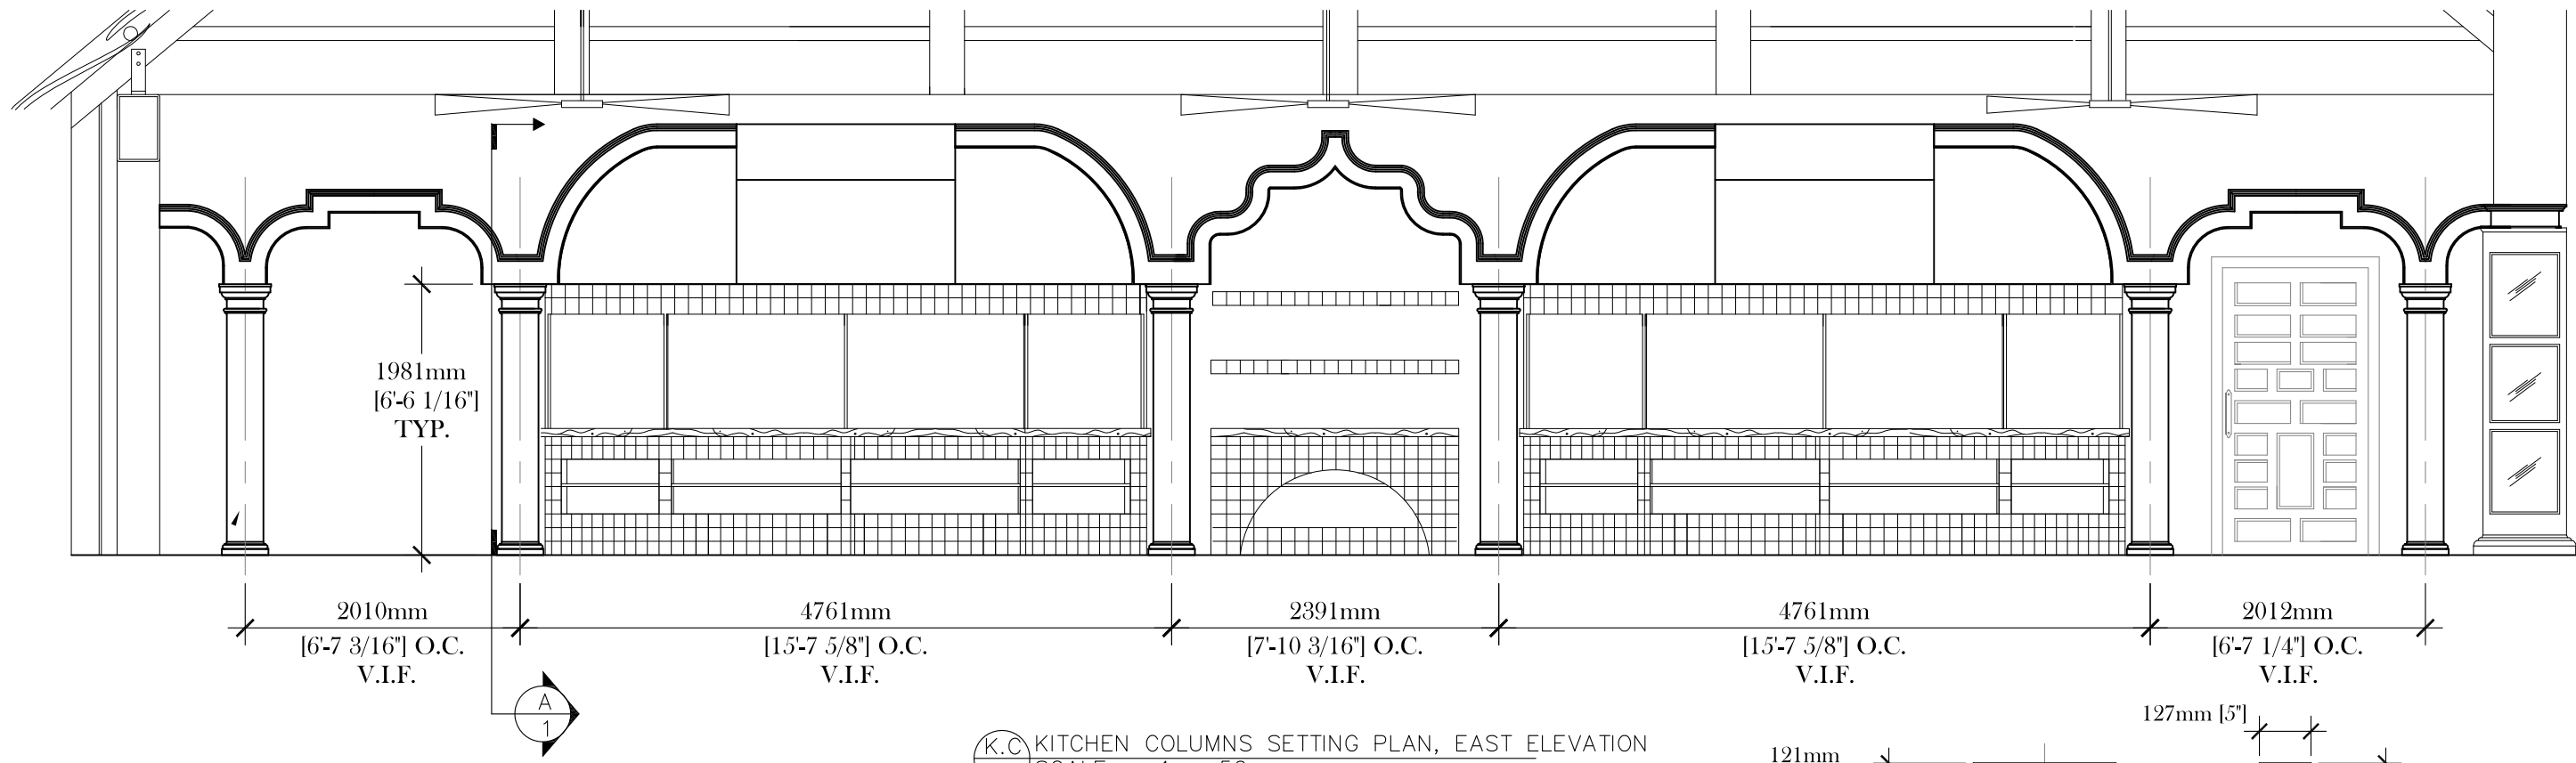 1981mm
[6'-6 1/16"]
TYP.
2010mm
[6'-7 3/16"] O.C.
V.I.F.
4761mm
[15'-7 5/8"] O.C.
V.I.F.
2391mm
[7'-10 3/16"] O.C.
V.I.F.
4761mm
[15'-7 5/8"] O.C.
V.I.F.
2012mm
[6'-7 1/4"] O.C.
V.I.F.
A
1
K.C
KITCHEN COLUMNS SETTING PLAN, EAST ELEVATION
127mm [5"]
121mm